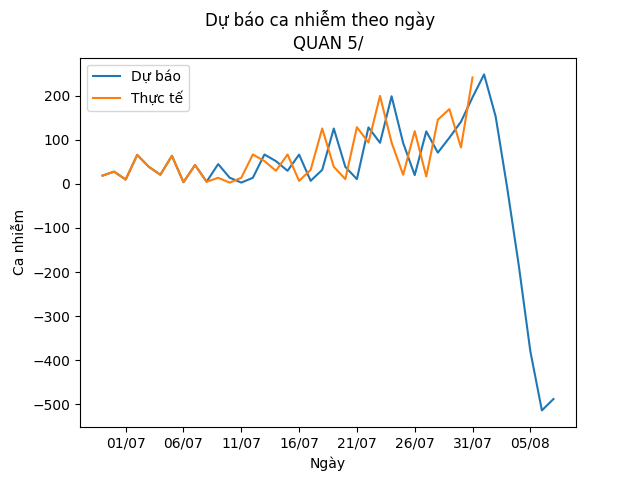 Dự báo ca nhiễm theo ngày
QUAN 5/
Dự báo
Thực tế
200
100
0
−100
−200
−300
−400
−500
Ca nhiễm
01/07 06/07 11/07 16/07 21/07 26/07 31/07 05/08
Ngày